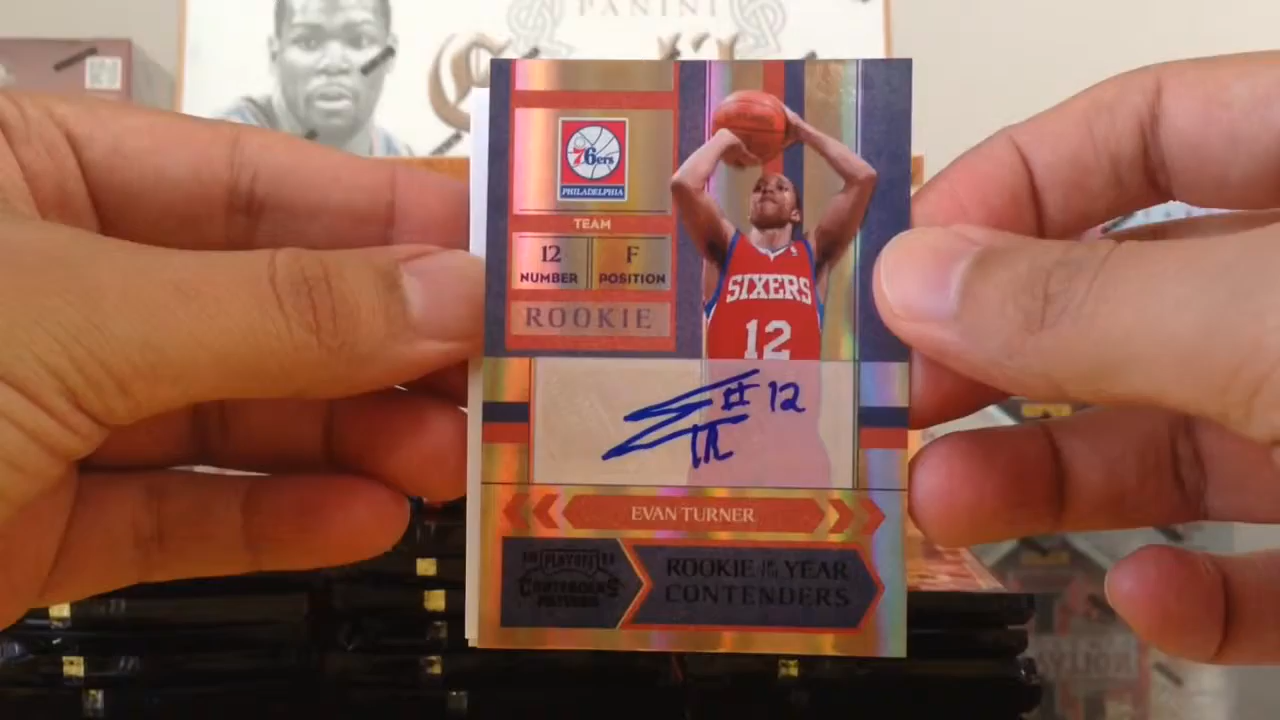 PANINI
76ers
PHILADELPHIA
TEAM
12 F
NUMBER POSITION
ROOKIE
SIXERS
12
#12
EVAN TURNER
PLAYOFF
CONTENDERS
PATCHES
ROOKIE OF THE YEAR
CONTENDERS